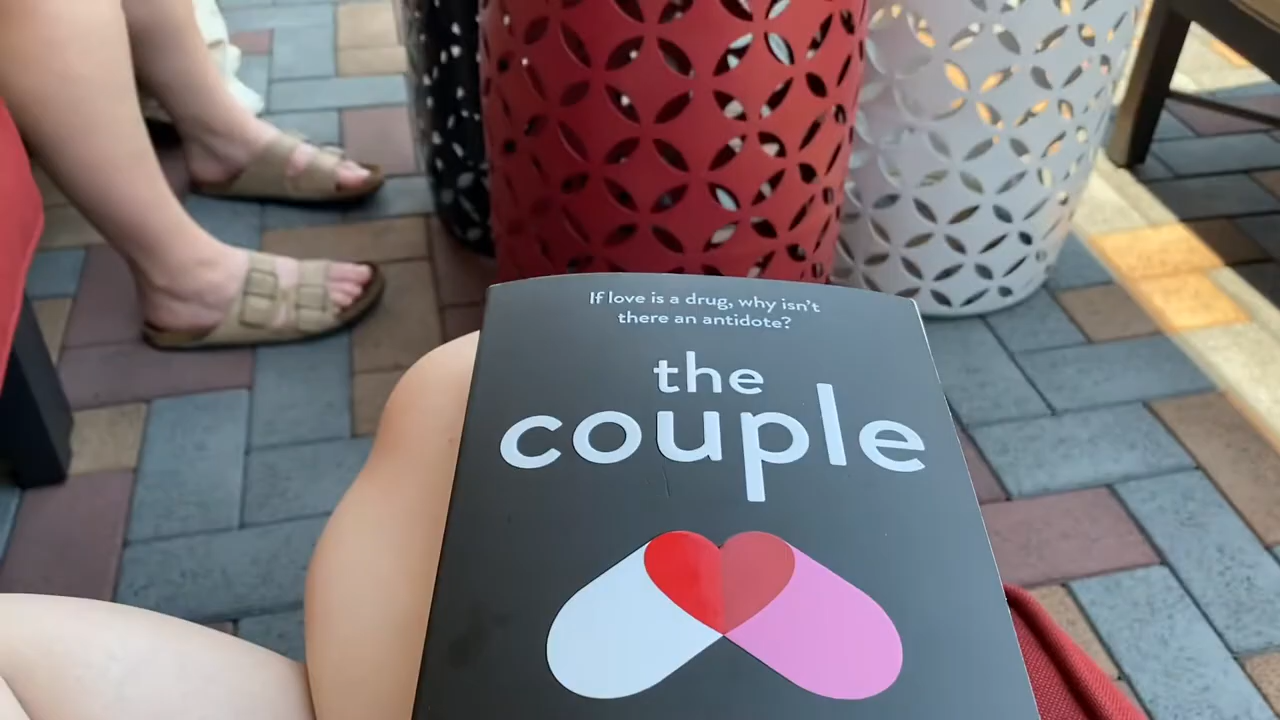 If love is a drug, why isn't
there an antidote?
the
couple